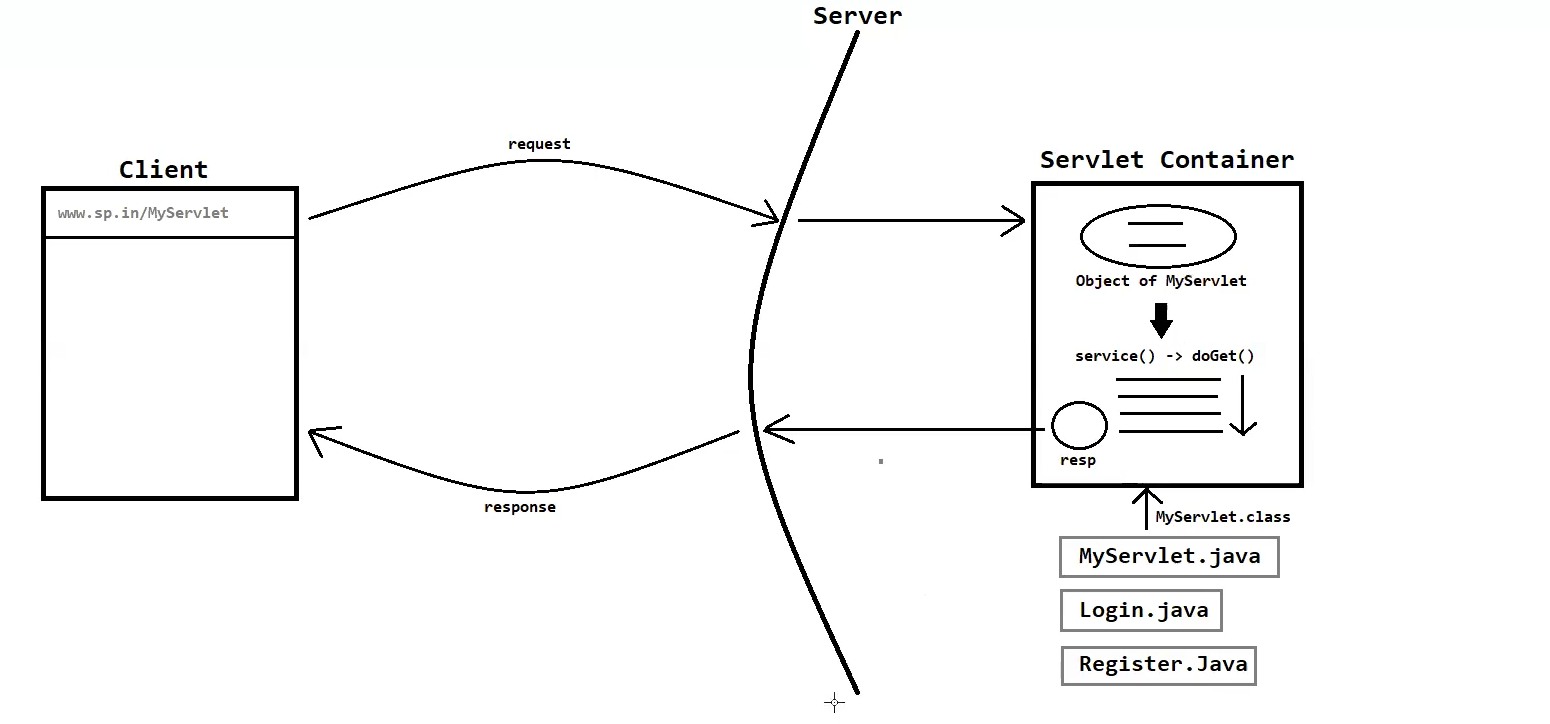 Server
request
Client
Servlet Container
www.sp.in/MyServlet
Object of MyServlet
service() -> doGet()
resp
response
MyServlet.class
MyServlet.java
Login.java
Register.Java